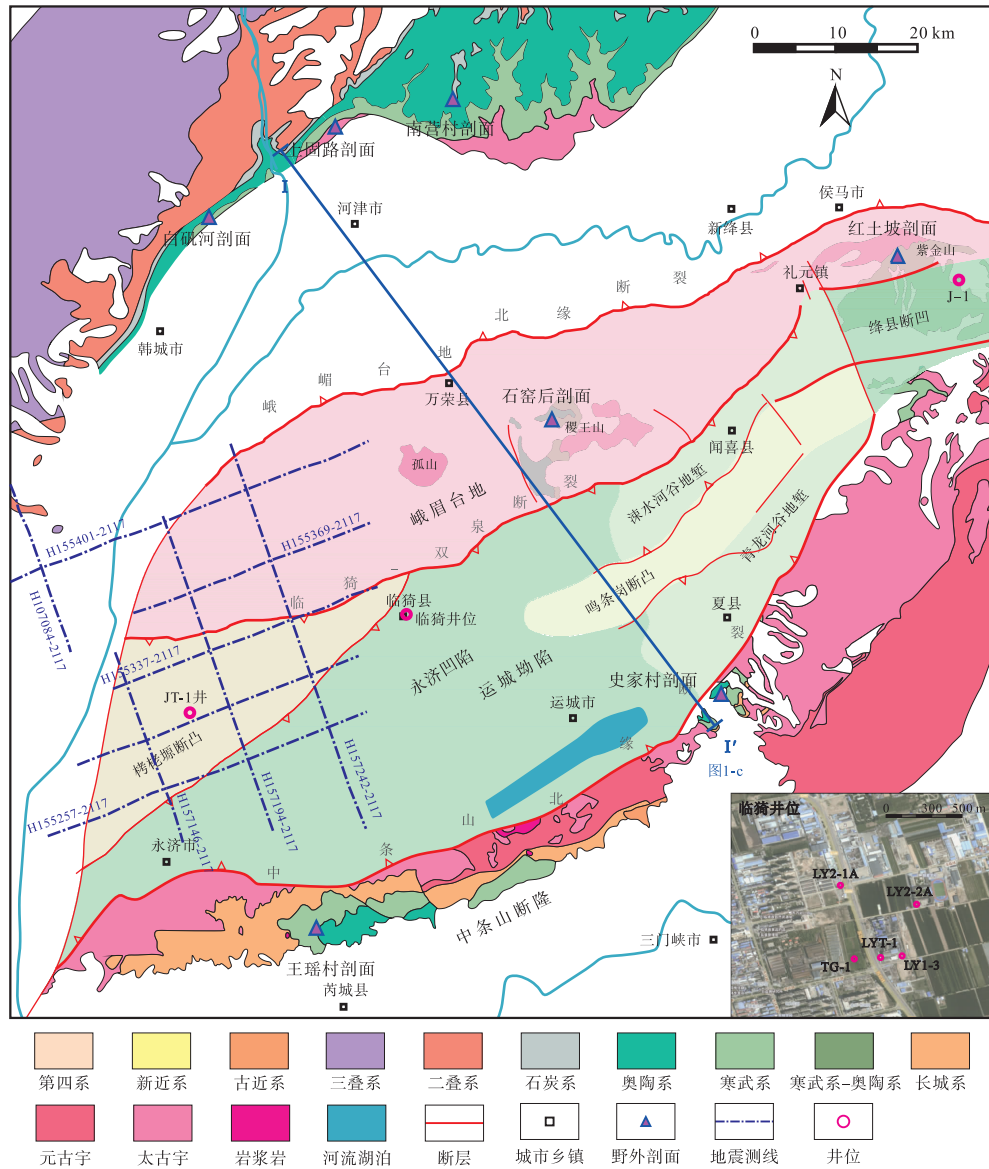 0 10 20 km
N
南营村剖面
上固路剖面
I
白矾河剖面
河津市
新绛县
侯马市
红土坡剖面
紫金山
礼元镇
J-1
绛县断凹
韩城市
峨嵋台地北缘断裂
万荣县
石窑后剖面
稷王山
孤山
闻喜县
峨眉台地
涑水河谷地堑
青龙河谷地堑
H155401-2117
H155369-2117
H107084-2117
临猗-双泉断裂
鸣条岗断凸
临猗县
临猗井位
夏县
H155337-2117
永济凹陷
运城坳陷
史家村剖面
JT-1井
运城市
栲栳塬断凸
I′
图1-c
H155257-2117
H157146-2117
H157194-2117
H157242-2117
永济市
中条山北缘断裂
中条山断隆
三门峡市
王瑶村剖面
芮城县
临猗井位
0 300 500 m
LY2-1A
LY2-2A
LYT-1
TG-1
LY1-3
第四系 新近系 古近系 三叠系 二叠系 石炭系 奥陶系 寒武系 寒武系-奥陶系 长城系
元古宇 太古宇 岩浆岩 河流湖泊 断层 城市乡镇 野外剖面 地震测线 井位